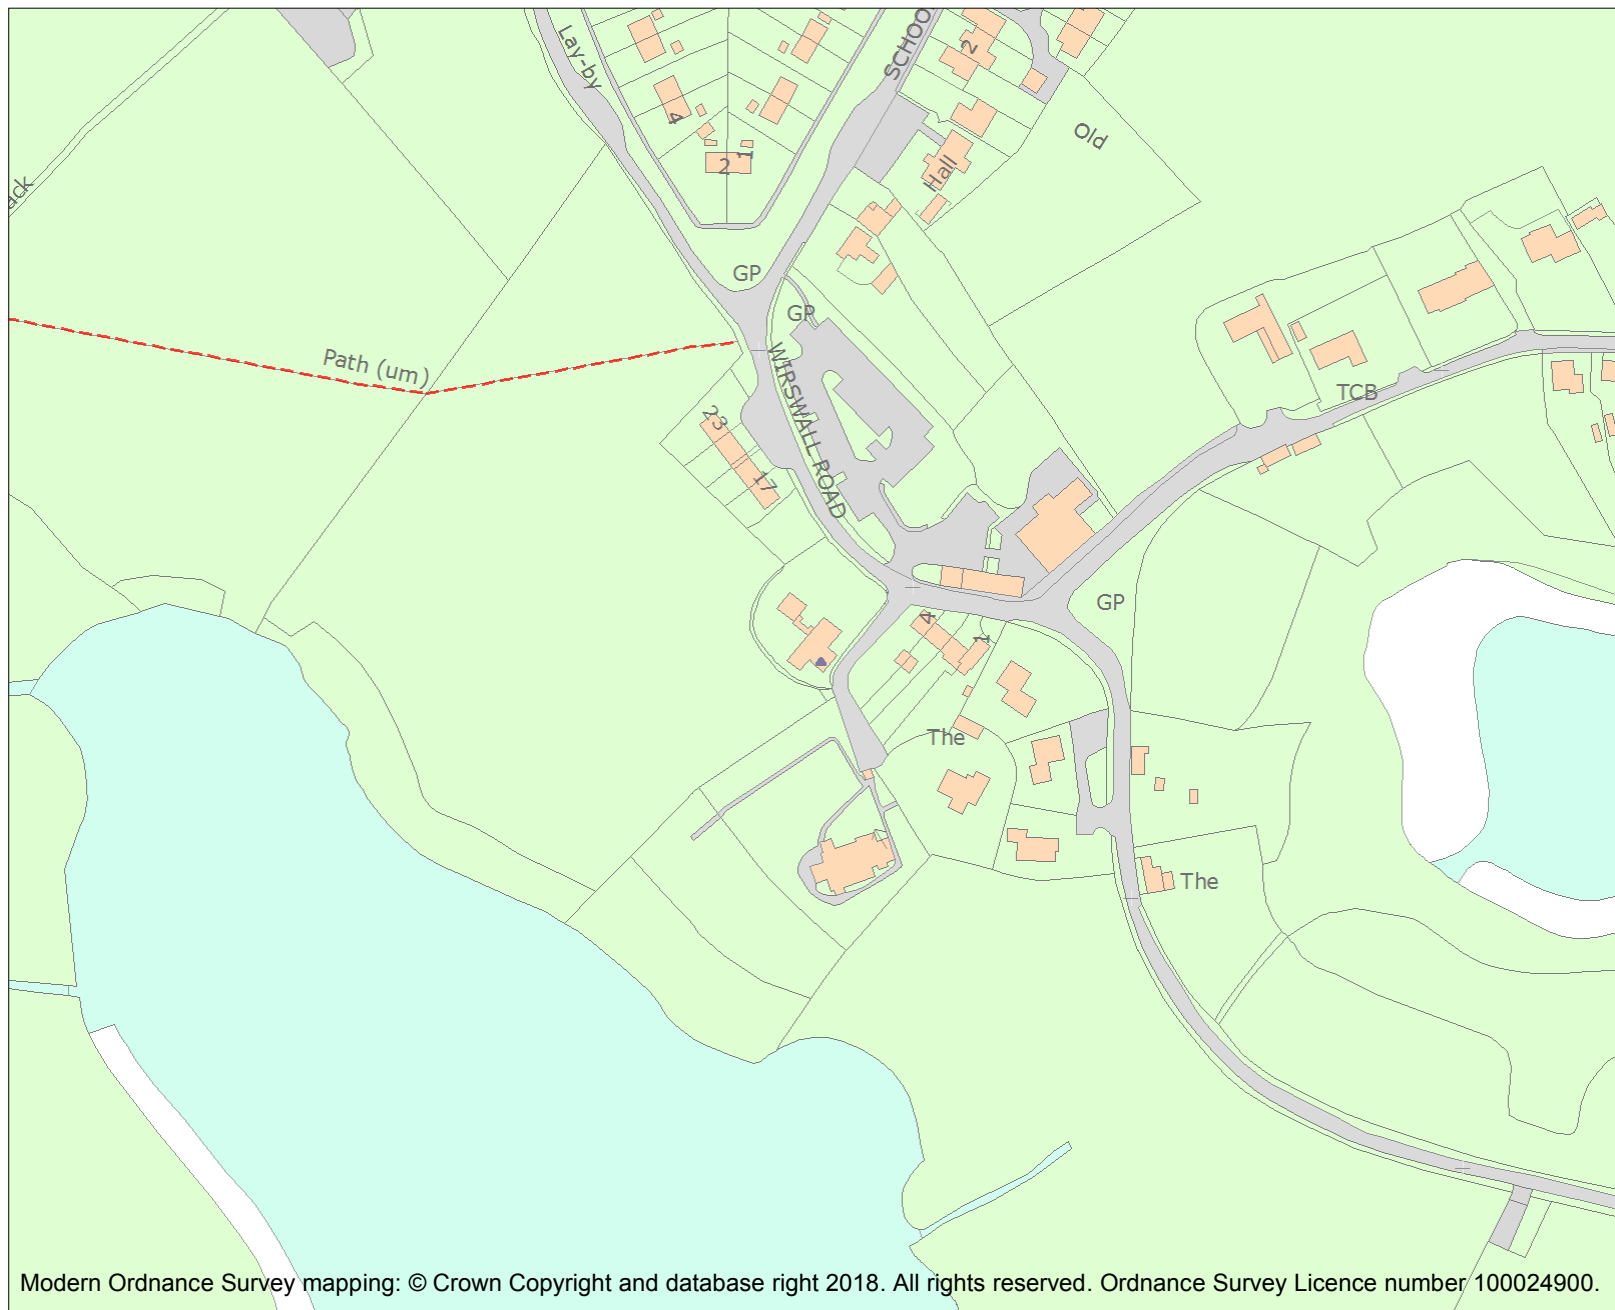 Lay-by
SCHOO
2
4
2
1
Old
Hall
ack
GP
GP
Path (um)
WIRSWALL ROAD
TCB
23
17
GP
4
1
The
The
Modern Ordnance Survey mapping: © Crown Copyright and database right 2018. All rights reserved. Ordnance Survey Licence number 100024900.